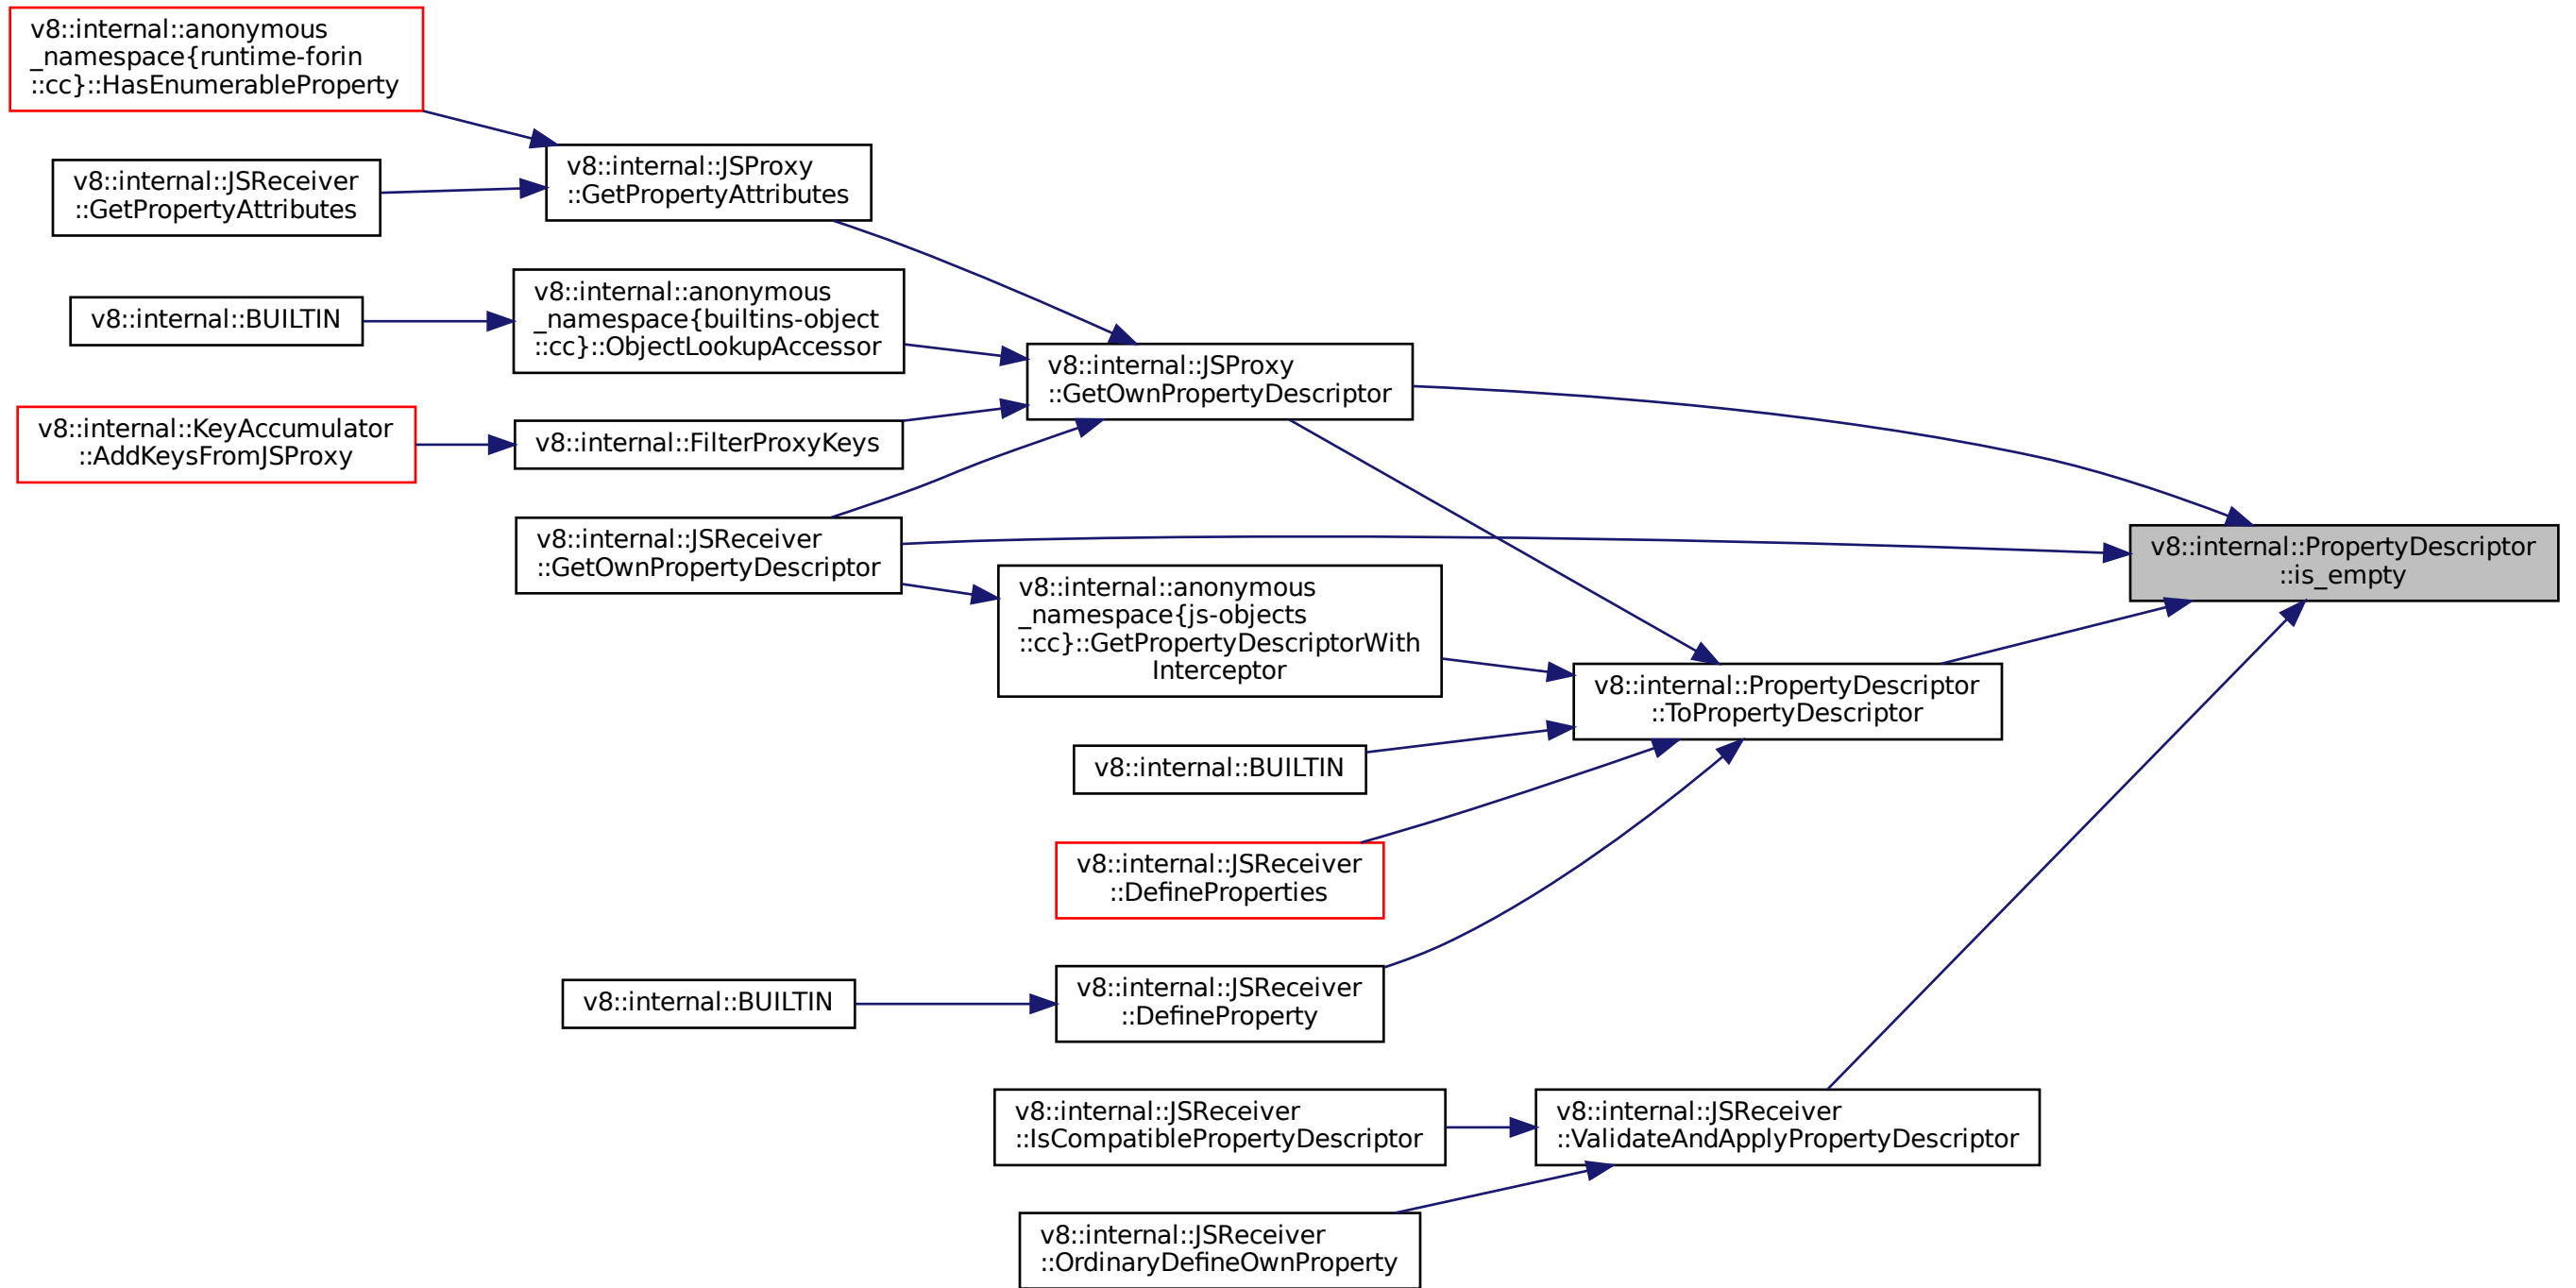 v8::internal::anonymous
_namespace{runtime-forin
::cc}::HasEnumerableProperty
v8::internal::JSReceiver
::GetPropertyAttributes
v8::internal::JSProxy
::GetPropertyAttributes
v8::internal::BUILTIN
v8::internal::anonymous
_namespace{builtins-object
::cc}::ObjectLookupAccessor
v8::internal::JSProxy
::GetOwnPropertyDescriptor
v8::internal::KeyAccumulator
::AddKeysFromJSProxy
v8::internal::FilterProxyKeys
v8::internal::JSReceiver
::GetOwnPropertyDescriptor
v8::internal::PropertyDescriptor
::is_empty
v8::internal::anonymous
_namespace{js-objects
::cc}::GetPropertyDescriptorWith
Interceptor
v8::internal::PropertyDescriptor
::ToPropertyDescriptor
v8::internal::BUILTIN
v8::internal::JSReceiver
::DefineProperties
v8::internal::BUILTIN
v8::internal::JSReceiver
::DefineProperty
v8::internal::JSReceiver
::IsCompatiblePropertyDescriptor
v8::internal::JSReceiver
::ValidateAndApplyPropertyDescriptor
v8::internal::JSReceiver
::OrdinaryDefineOwnProperty